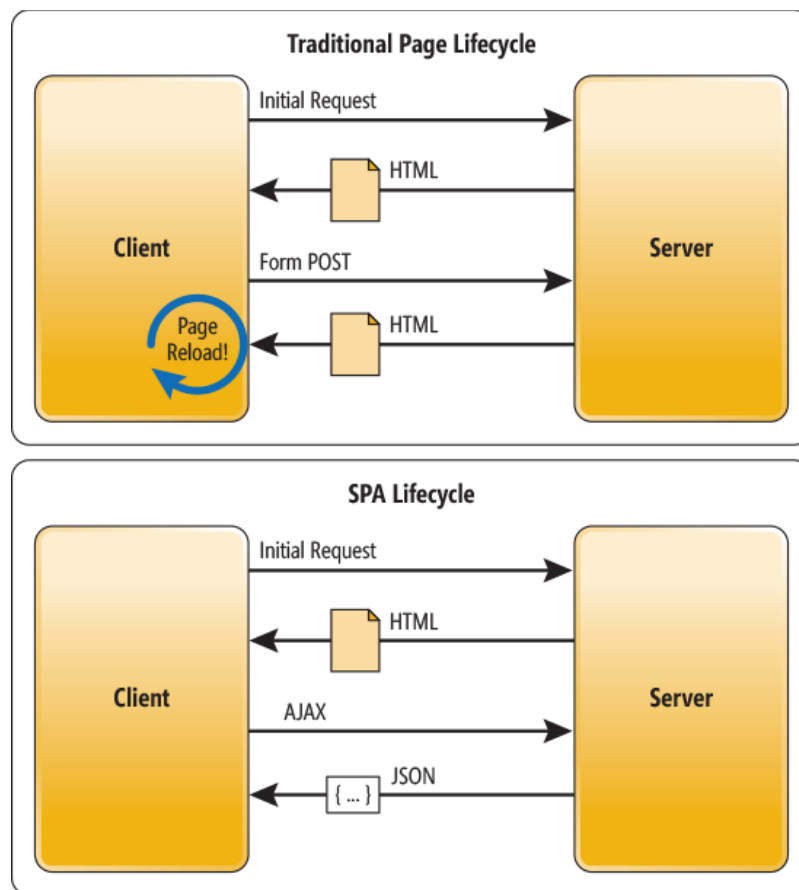 Traditional Page Lifecycle
Initial Request
HTML
Client
Server
Form POST
Page
Reload!
HTML
SPA Lifecycle
Initial Request
HTML
Client
Server
AJAX
JSON
{ ... }